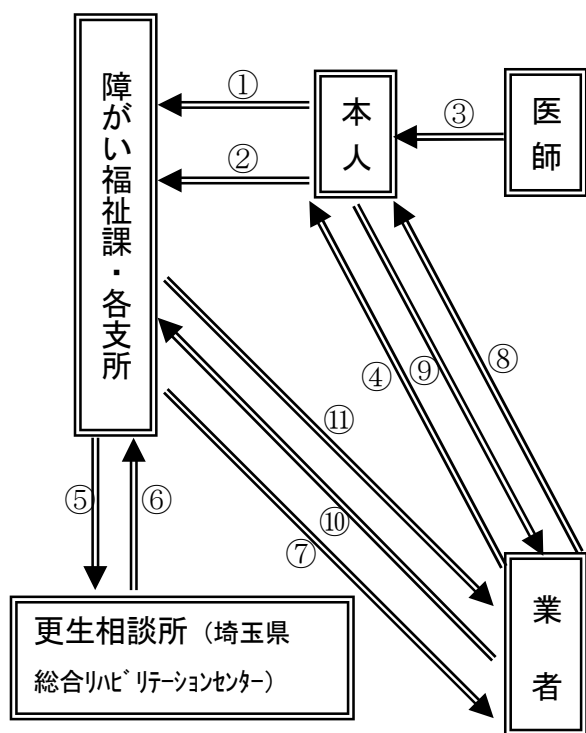 障がい福祉課・各支所
①
本人
③
医師
②
④
⑨
⑧
⑪
⑤
⑥
⑩
⑦
更生相談所（埼玉県
総合ﾘﾊﾋﾞﾘﾃｰｼｮﾝｾﾝﾀｰ）
業者